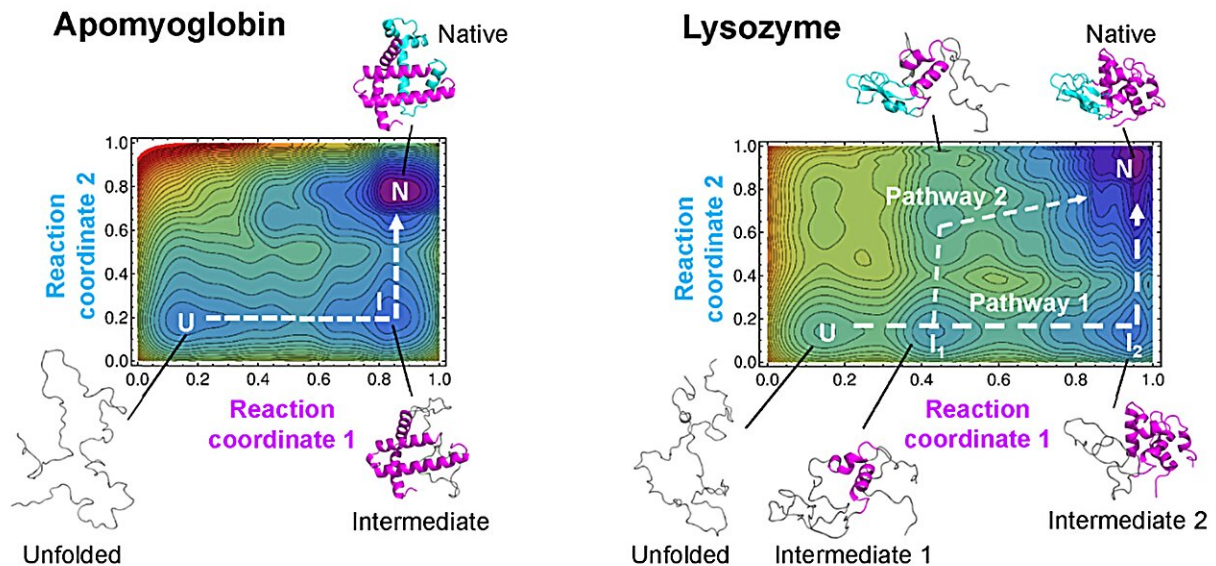 Apomyoglobin
Native
Reaction
coordinate 2
1.0
0.8
0.6
0.4
0.2
0.0
N
I
U
0.0 0.2 0.4 0.6 0.8 1.0
Reaction
coordinate 1
Unfolded
Intermediate
Lysozyme
Native
Reaction
coordinate 2
1.0
0.8
0.6
0.4
0.2
0.0
N
Pathway 2
Pathway 1
U
I1
I2
0.0 0.2 0.4 0.6 0.8 1.0
Reaction
coordinate 1
Unfolded
Intermediate 1
Intermediate 2